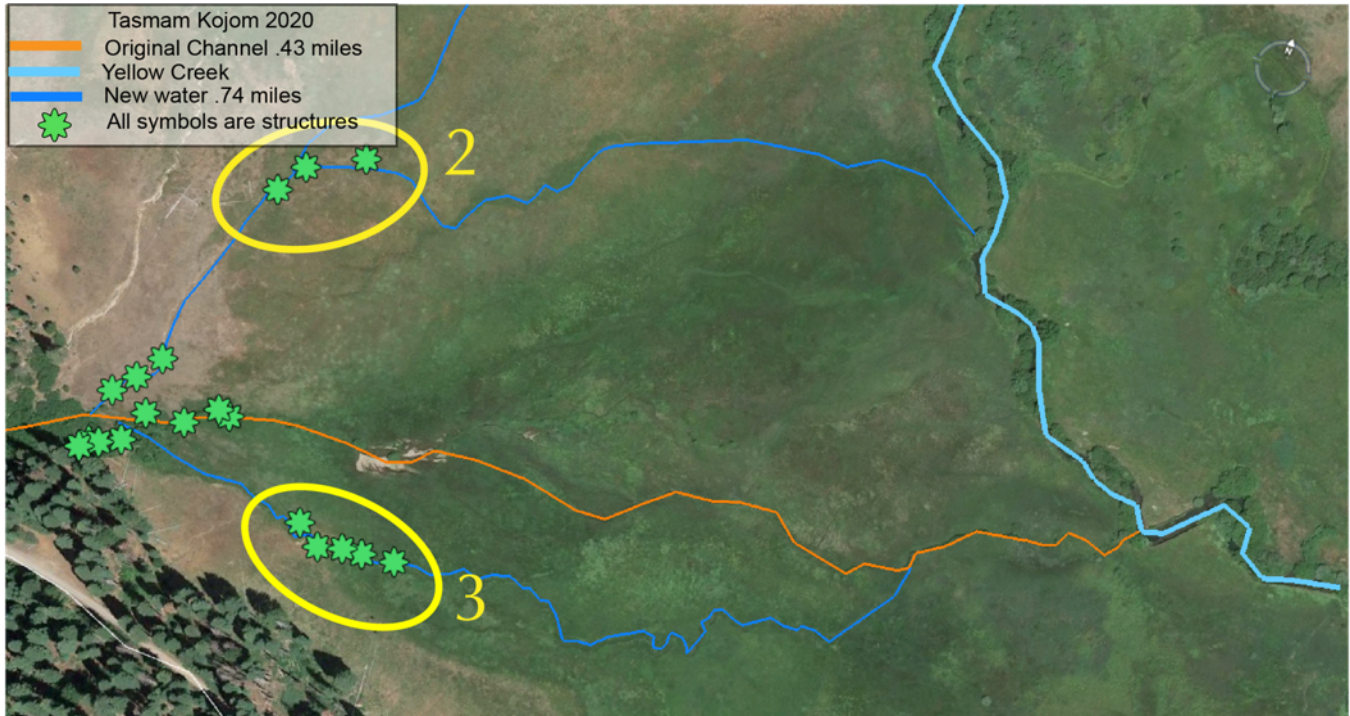 Tasmam Kojom 2020
Original Channel .43 miles
Yellow Creek
New water .74 miles
All symbols are structures
N
2
3